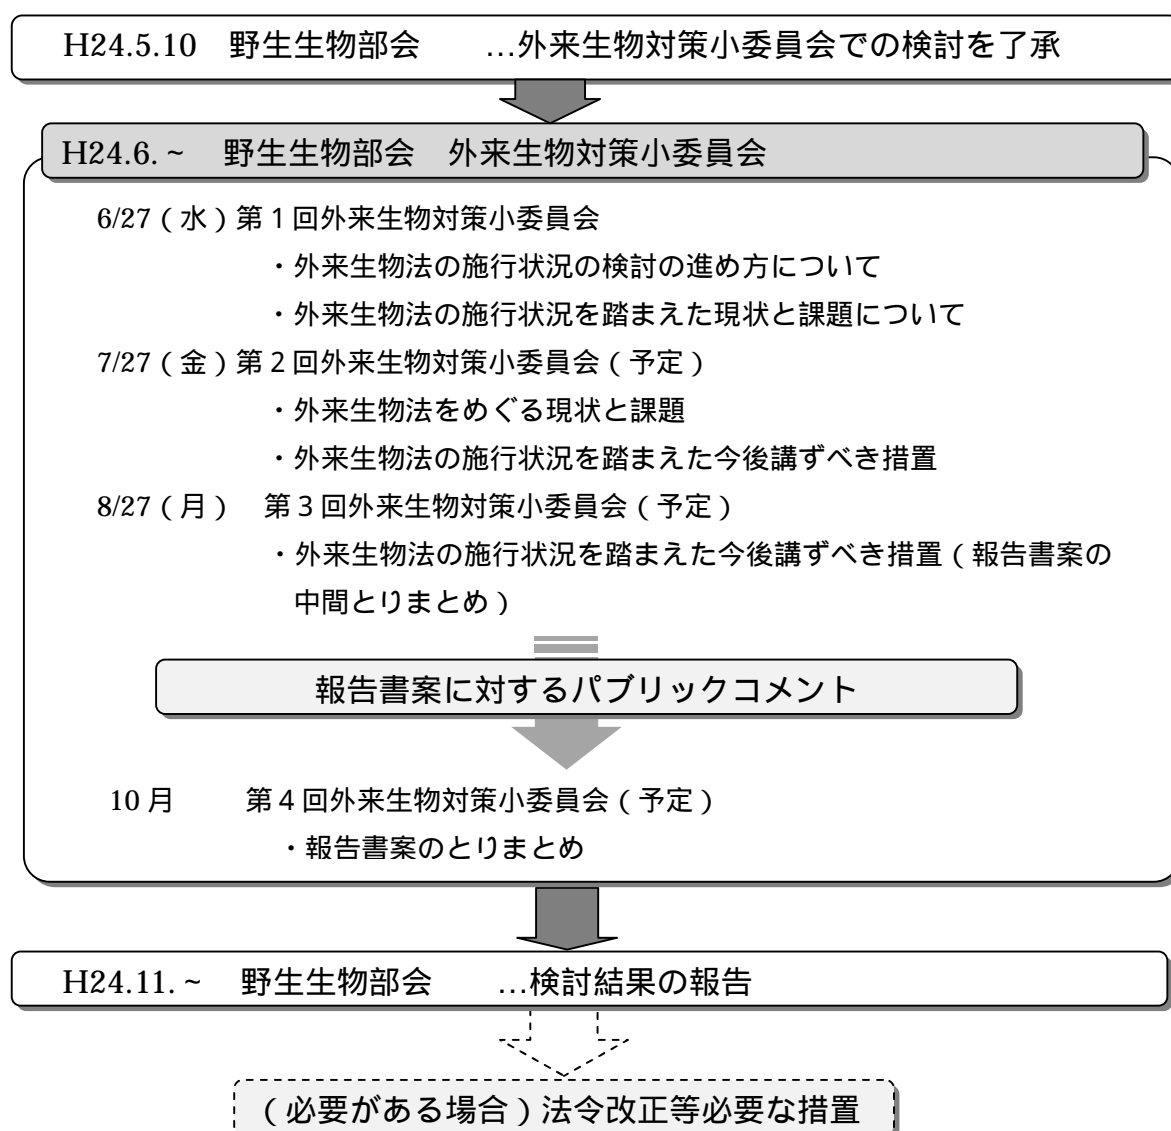 H24.5.10 野生生物部会 …外来生物対策小委員会での検討を了承
H24.6.~ 野生生物部会 外来生物対策小委員会
6/27(水)第1回外来生物対策小委員会
・外来生物法の施行状況の検討の進め方について
・外来生物法の施行状況を踏まえた現状と課題について
7/27(金)第2回外来生物対策小委員会(予定)
・外来生物法をめぐる現状と課題
・外来生物法の施行状況を踏まえた今後講ずべき措置
8/27(月) 第3回外来生物対策小委員会(予定)
・外来生物法の施行状況を踏まえた今後講ずべき措置(報告書案の
中間とりまとめ)
報告書案に対するパブリックコメント
10月 第4回外来生物対策小委員会(予定)
・報告書案のとりまとめ
H24.11.~ 野生生物部会 …検討結果の報告
(必要がある場合)法令改正等必要な措置